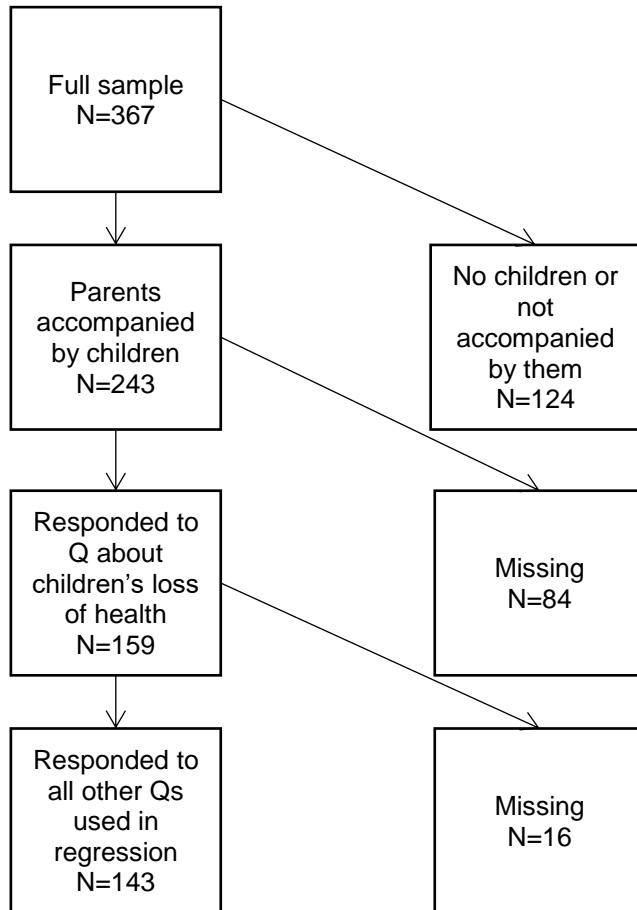 Full sample
N=367
Parents
accompanied
by children
N=243
No children or
not
accompanied
by them
N=124
Responded to
Q about
children’s loss
of health
N=159
Missing
N=84
Responded to
all other Qs
used in
regression
N=143
Missing
N=16